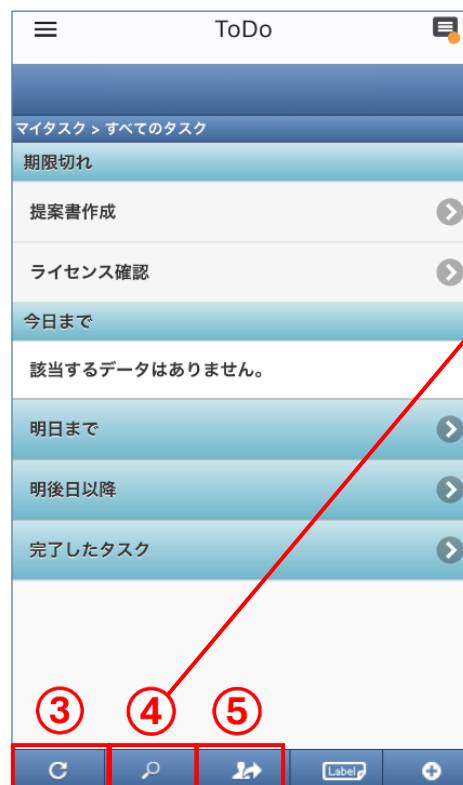 ToDo
マイタスク > すべてのタスク
期限切れ
提案書作成
ライセンス確認
今日まで
該当するデータはありません。
明日まで
明後日以降
完了したタスク
③ ④ ⑤
Label